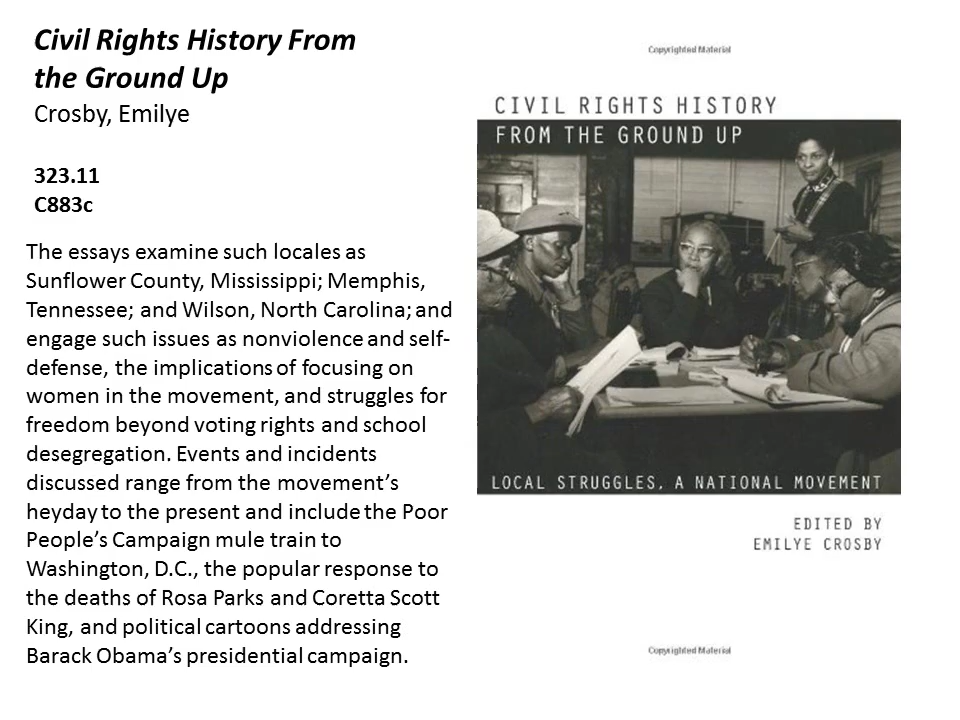 Civil Rights History From
the Ground Up
Crosby, Emilye
323.11
C883c
The essays examine such locales as
Sunflower County, Mississippi; Memphis,
Tennessee; and Wilson, North Carolina; and
engage such issues as nonviolence and self-
defense, the implications of focusing on
women in the movement, and struggles for
freedom beyond voting rights and school
desegregation. Events and incidents
discussed range from the movement’s
heyday to the present and include the Poor
People’s Campaign mule train to
Washington, D.C., the popular response to
the deaths of Rosa Parks and Coretta Scott
King, and political cartoons addressing
Barack Obama’s presidential campaign.
Copyrighted Material
CIVIL RIGHTS HISTORY
FROM THE GROUND UP
LOCAL STRUGGLES, A NATIONAL MOVEMENT
EDITED BY
EMILYE CROSBY
Copyrighted Material